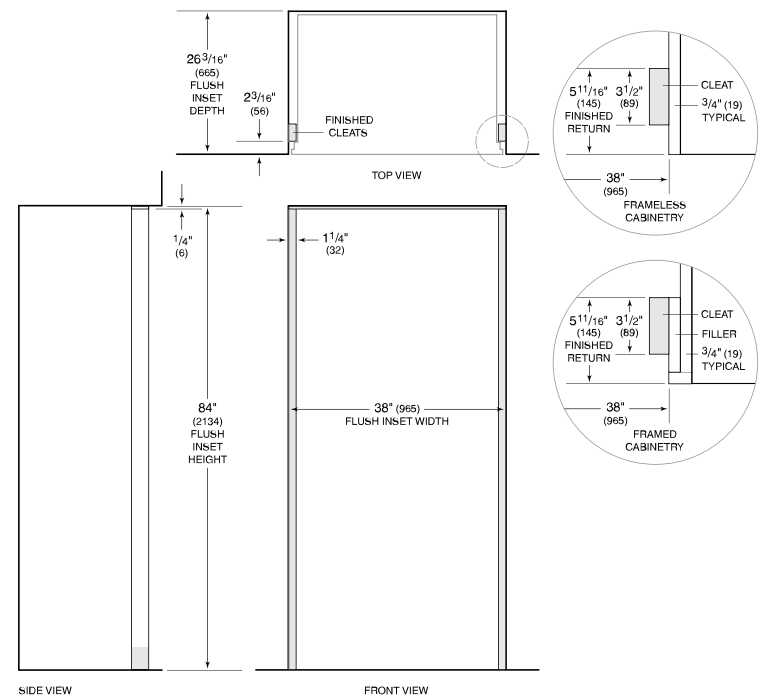 26 3/16"
(665)
FLUSH
INSET
DEPTH
2 3/16"
(56)
FINISHED
CLEATS
TOP VIEW
5 11/16"
(145)
FINISHED
RETURN
3 1/2"
(89)
CLEAT
3/4" (19)
TYPICAL
38"
(965)
FRAMELESS
CABINETRY
1/4"
(6)
1 1/4"
(32)
5 11/16"
(145)
FINISHED
RETURN
3 1/2"
(89)
CLEAT
FILLER
3/4" (19)
TYPICAL
38"
(965)
FRAMED
CABINETRY
84"
(2134)
FLUSH
INSET
HEIGHT
38" (965)
FLUSH INSET WIDTH
SIDE VIEW
FRONT VIEW